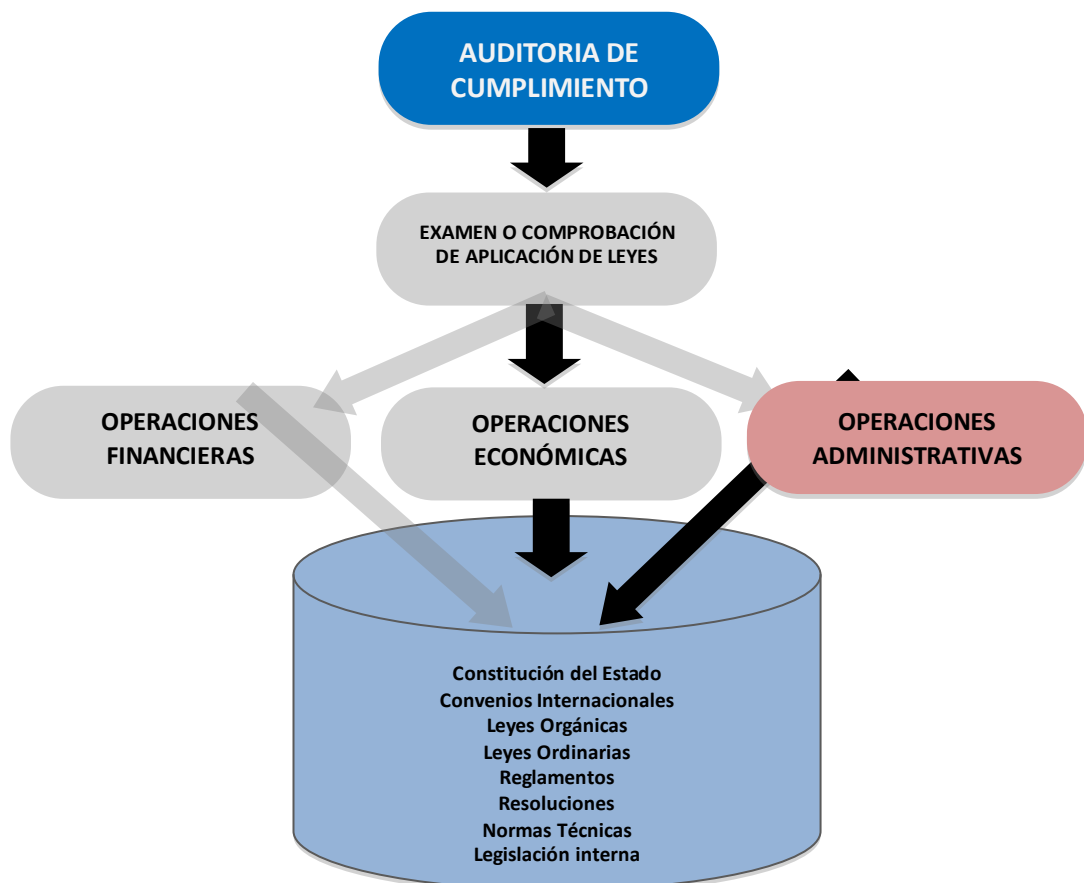 AUDITORIA DE
CUMPLIMIENTO
EXAMEN O COMPROBACIÓN
DE APLICACIÓN DE LEYES
OPERACIONES
FINANCIERAS
OPERACIONES
ECONÓMICAS
OPERACIONES
ADMINISTRATIVAS
Constitución del Estado
Convenios Internacionales
Leyes Orgánicas
Leyes Ordinarias
Reglamentos
Resoluciones
Normas Técnicas
Legislación interna